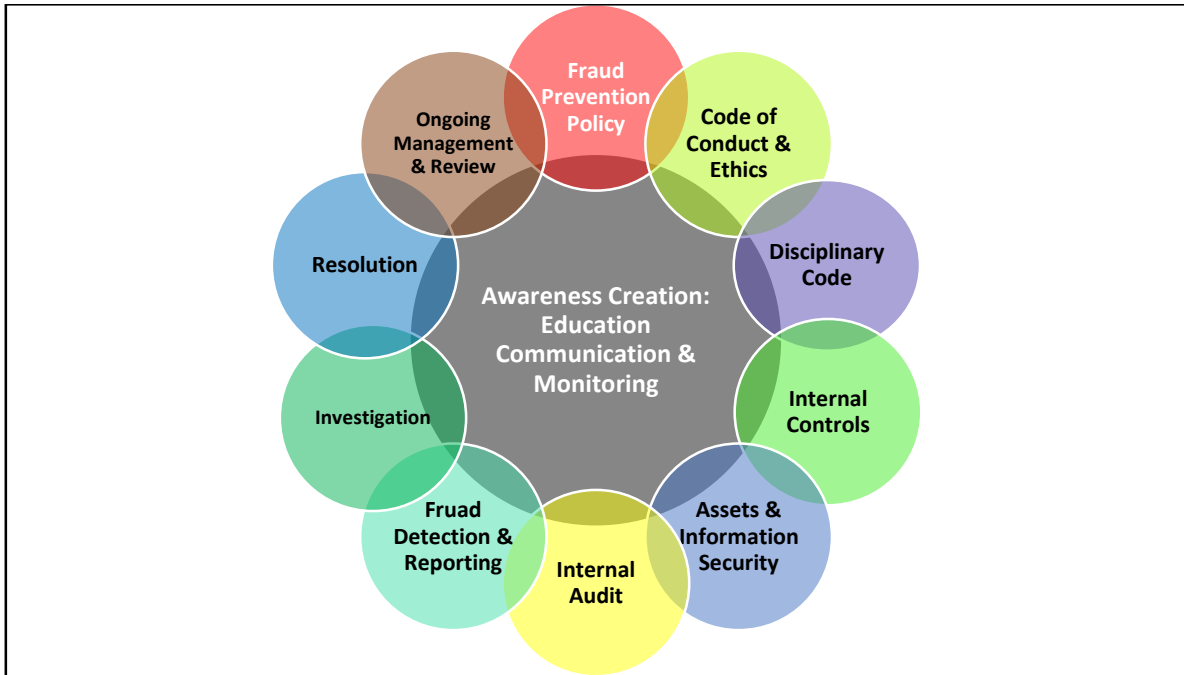 Fraud
Prevention
Policy
Code of
Conduct &
Ethics
Disciplinary
Code
Internal
Controls
Assets &
Information
Security
Internal
Audit
Fruad
Detection &
Reporting
Investigation
Resolution
Ongoing
Management
& Review
Awareness Creation:
Education
Communication &
Monitoring